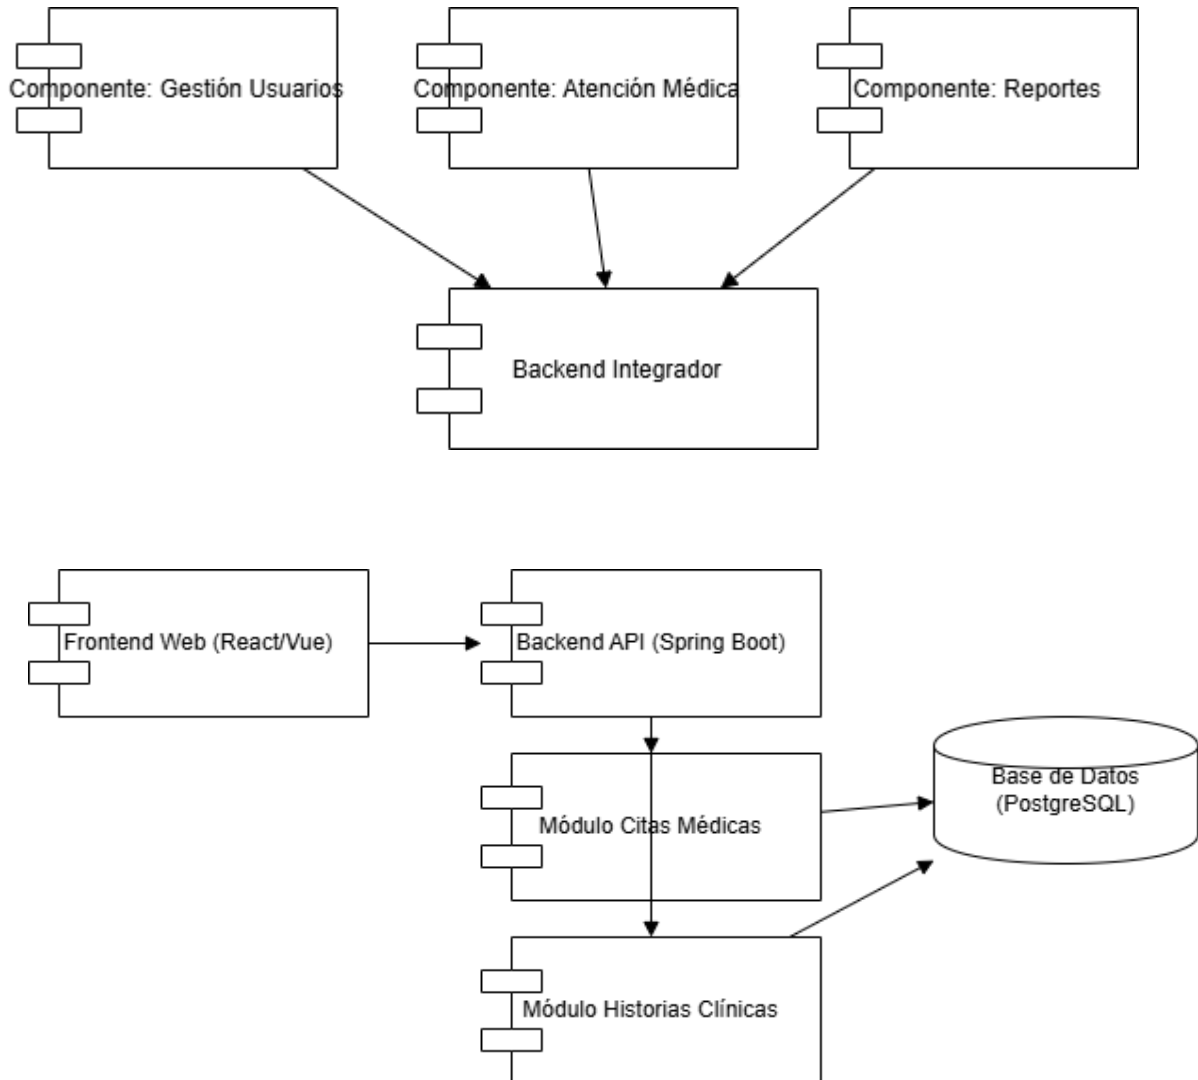 Componente: Gestión Usuarios
Componente: Atención Médica
Componente: Reportes
Backend Integrador
Frontend Web (React/Vue)
Backend API (Spring Boot)
Base de Datos
(PostgreSQL)
Módulo Citas Médicas
Módulo Historias Clínicas